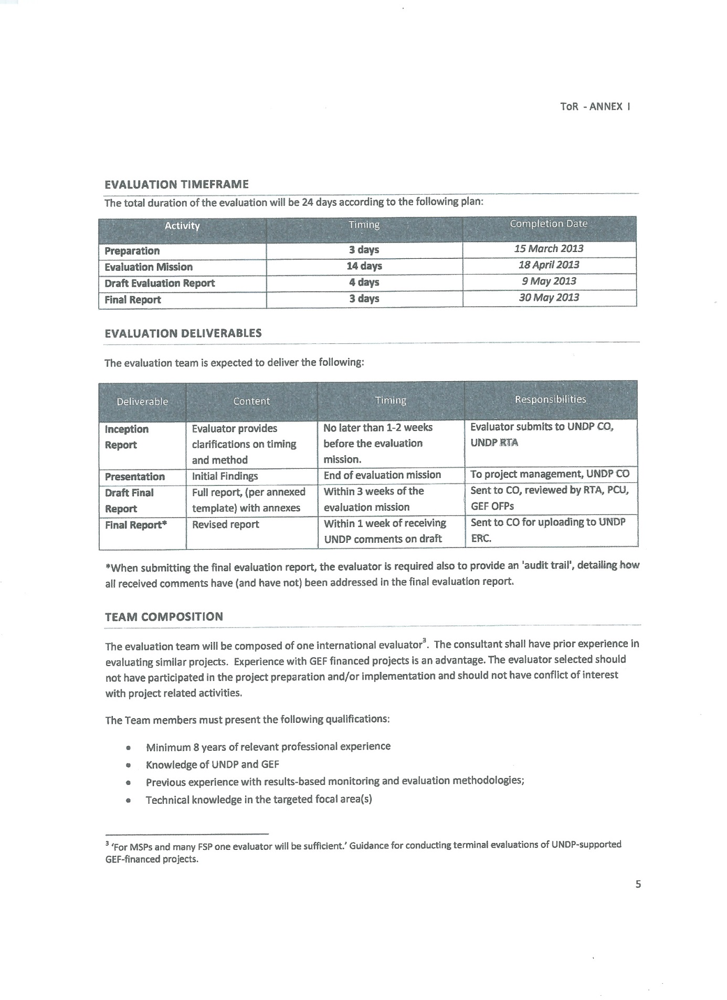 ToR - ANNEX I
EVALUATION TIMEFRAME
The total duration of the evaluation will be 24 days according to the following plan:
Activity Timing Completion Date
Preparation 3 days 15 March 2013
Evaluation Mission 14 days 18 April 2013
Draft Evaluation Report 4 days 9 May 2013
Final Report 3 days 30 May 2013
EVALUATION DELIVERABLES
The evaluation team is expected to deliver the following:
Deliverable Content Timing Responsibilities
Inception Evaluator provides No later than 1-2 weeks Evaluator submits to UNDP CO,
Report clarifications on timing before the evaluation UNDP RTA
and method mission.
Presentation Initial Findings End of evaluation mission To project management, UNDP CO
Draft Final Full report, (per annexed Within 3 weeks of the Sent to CO, reviewed by RTA, PCU,
Report template) with annexes evaluation mission GEF OFPs
Final Report* Revised report Within 1 week of receiving Sent to CO for uploading to UNDP
UNDP comments on draft ERC.
*When submitting the final evaluation report, the evaluator is required also to provide an 'audit trail', detailing how
all received comments have (and have not) been addressed in the final evaluation report.
TEAM COMPOSITION
The evaluation team will be composed of one international evaluator³. The consultant shall have prior experience in
evaluating similar projects. Experience with GEF financed projects is an advantage. The evaluator selected should
not have participated in the project preparation and/or implementation and should not have conflict of interest
with project related activities.
The Team members must present the following qualifications:
• Minimum 8 years of relevant professional experience
• Knowledge of UNDP and GEF
• Previous experience with results-based monitoring and evaluation methodologies;
• Technical knowledge in the targeted focal area(s)
³ 'For MSPs and many FSP one evaluator will be sufficient.' Guidance for conducting terminal evaluations of UNDP-supported
GEF-financed projects.
5